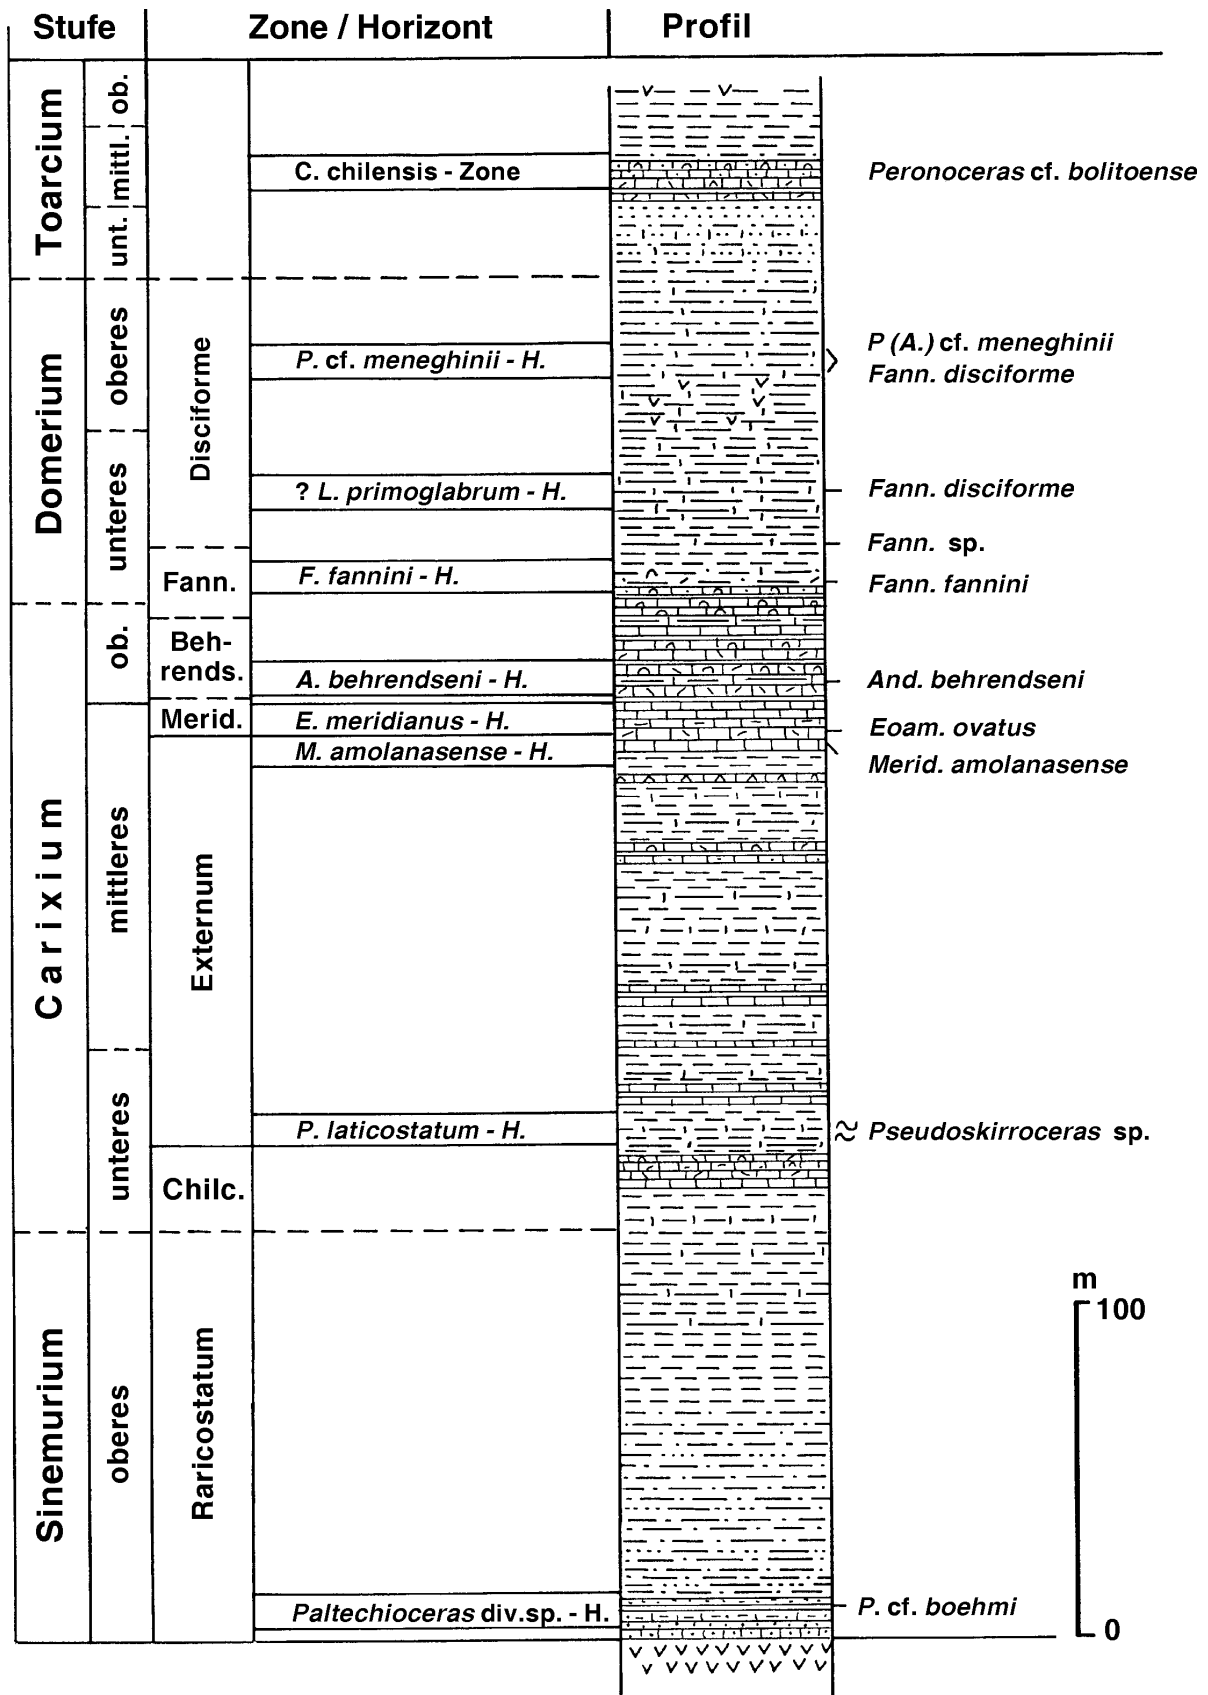 Stufe
Zone / Horizont
Profil
Toarcium
ob.
mittl.
unt.
C. chilensis - Zone
Peronoceras cf. bolitoense
Domerium
oberes
unteres
Disciforme
P. cf. meneghinii - H.
P (A.) cf. meneghinii
Fann. disciforme
? L. primoglabrum - H.
Fann. disciforme
Fann. sp.
Fann.
F. fannini - H.
Fann. fannini
Carixium
ob.
mittleres
unteres
Beh-
rends.
A. behrendseni - H.
And. behrendseni
Merid.
E. meridianus - H.
Eoam. ovatus
M. amolanasense - H.
Merid. amolanasense
Externum
P. laticostatum - H.
≈ Pseudoskirroceras sp.
Chilc.
Sinemurium
oberes
Raricostatum
Paltechioceras div.sp. - H.
P. cf. boehmi
m
100
0